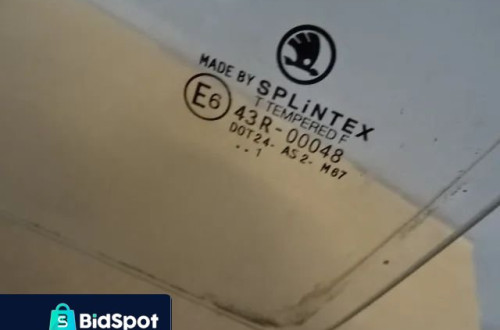 MADE BY SPLiNTEX
T TEMPERED F
E6 43R-00048
DOT24- AS2- M67
..1
BidSpot